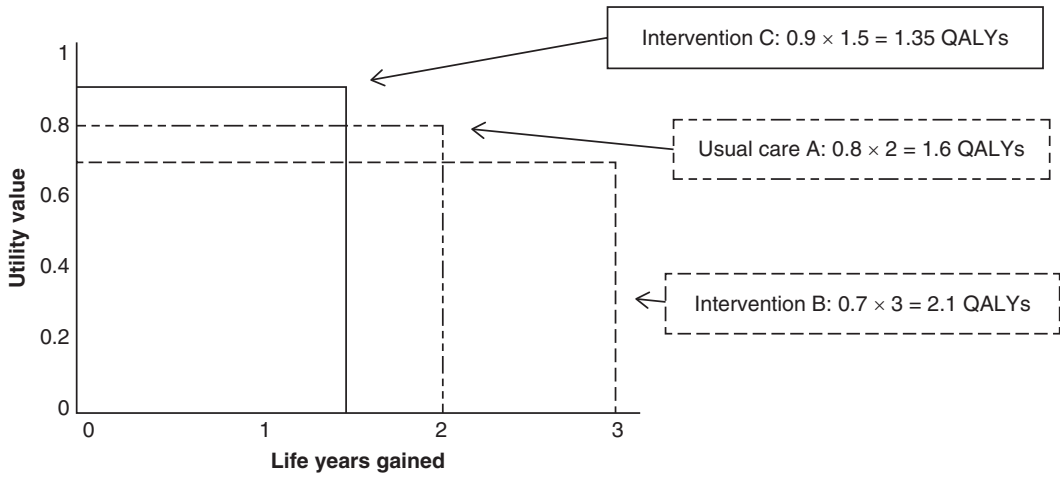 1
Intervention C: 0.9 × 1.5 = 1.35 QALYs
0.8
Usual care A: 0.8 × 2 = 1.6 QALYs
0.6
Utility value
0.4
Intervention B: 0.7 × 3 = 2.1 QALYs
0.2
0
0 1 2 3
Life years gained